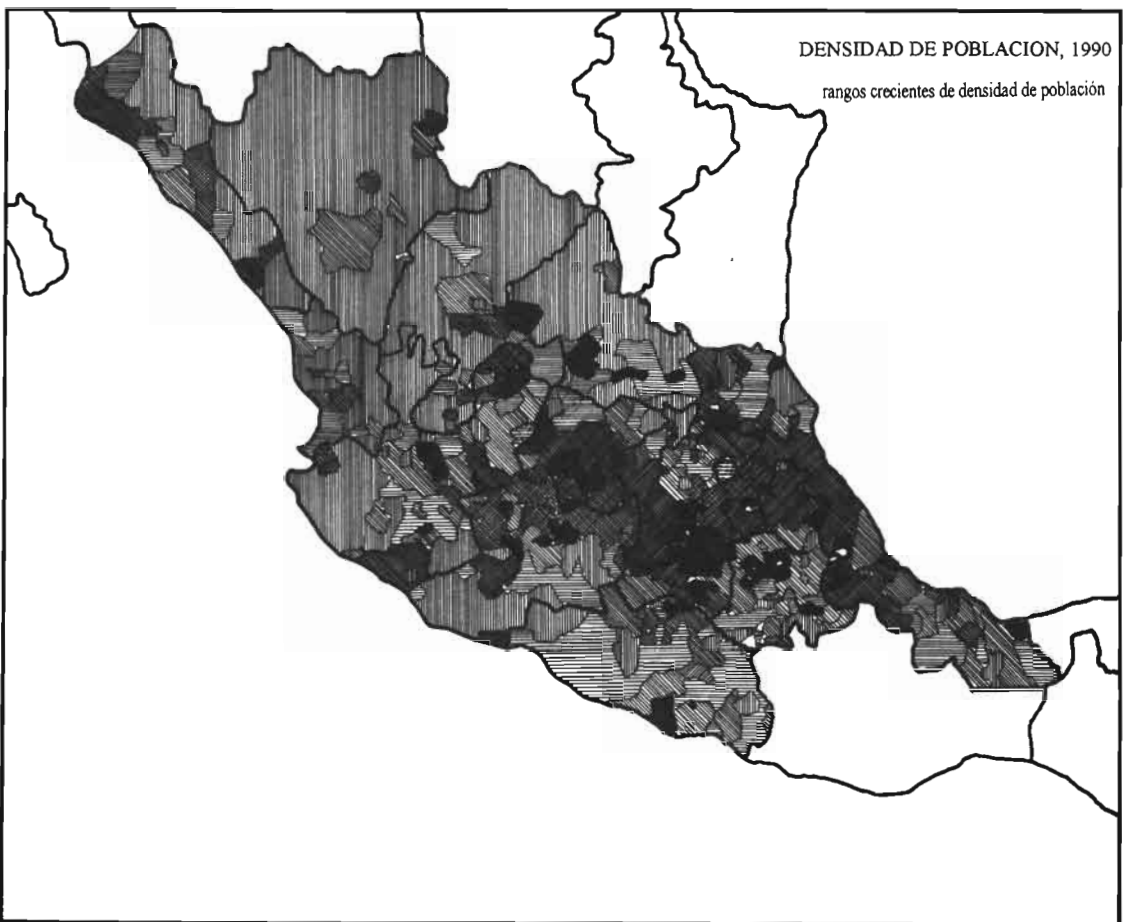 DENSIDAD DE POBLACION, 1990
rangos crecientes de densidad de población